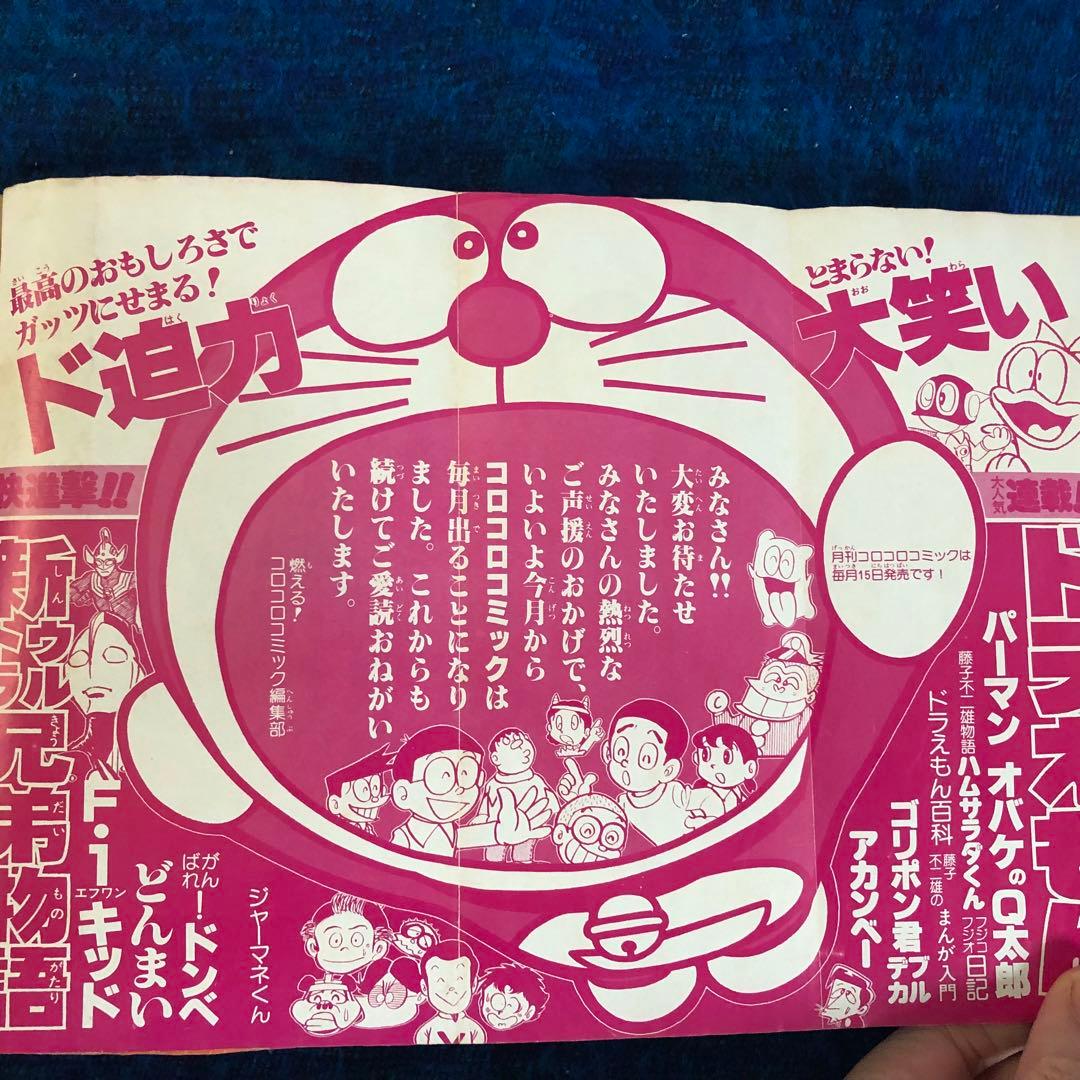 とまらない!
大笑い
大人気
連載
ドラえもん
パーマン オバケのQ太郎
藤子不二雄物語ハムサラダくん フジコフジオ日記
ドラえもん百科 藤子不二雄のまんが入門
ゴリポン君 ブルデカ
アカンベー
月刊コロコロコミックは
毎月15日発売です!
みなさん!!
大変お待たせ
いたしました。
みなさんの熱烈な
ご声援のおかげで、
いよいよ今月から
コロコロコミックは
毎月出ることになり
ました。これからも
続けてご愛読おねがい
いたします。
燃える!
コロコロコミック編集部
最高のおもしろさで
ガッツにせまる!
ド迫力
快進撃!!
新ウルトラ兄弟物語
Fiキッド
エフワン
どんまい
がんばれ!ドンベ
ジャーマネくん